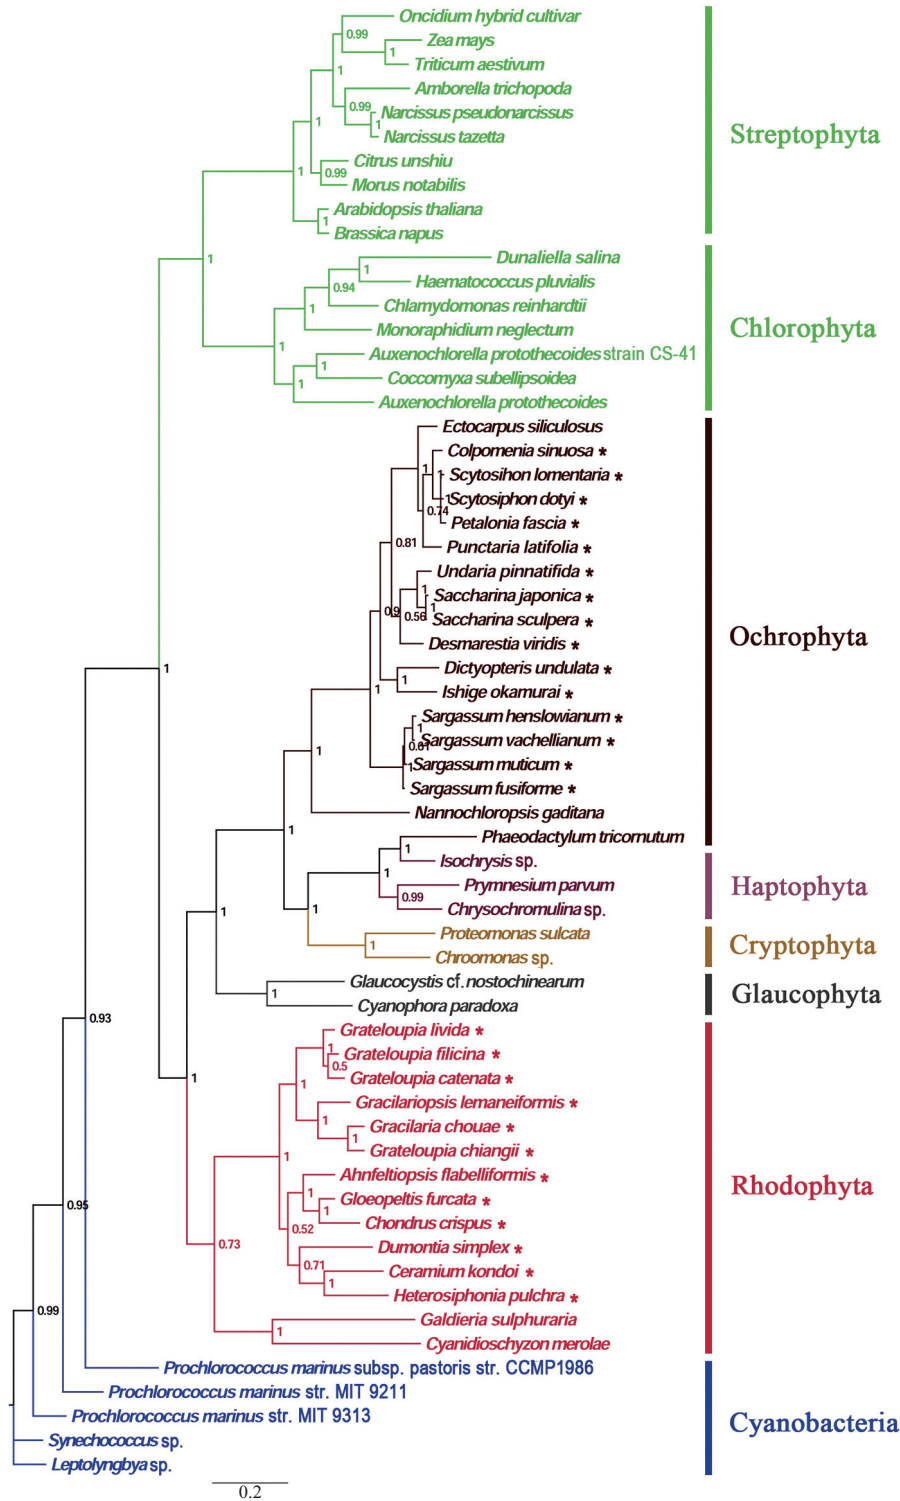 Oncidium hybrid cultivar
0.99
Zea mays
1
Triticum aestivum
1
Amborella trichopoda
0.99
Narcissus pseudonarcissus
1
Narcissus tazetta
1
Streptophyta
Citrus unshiu
1
0.99
Morus notabilis
Arabidopsis thaliana
1
Brassica napus
1
Dunaliella salina
1
Haematococcus pluvialis
0.94
Chlamydomonas reinhardtii
1
Monoraphidium neglectum
Chlorophyta
1
Auxenochlorella protothecoides strain CS-41
1
Coccomyxa subellipsoidea
1
Auxenochlorella protothecoides
Ectocarpus siliculosus
Colpomenia sinuosa *
1
1
Scytosihon lomentaria *
1
Scytosiphon dotyi *
0.74
Petalonia fascia *
0.81
Punctaria latifolia *
Undaria pinnatifida *
1
Saccharina japonica *
1
0.9
0.56
Saccharina sculpera *
Desmarestia viridis *
Ochrophyta
Dictyopteris undulata *
1
1
1
Ishige okamurai *
Sargassum henslowianum *
1
Sargassum vachellianum *
0.61
1
Sargassum muticum *
1
Sargassum fusiforme *
Nannochloropsis gaditana
1
Phaeodactylum tricornutum
1
Isochrysis sp.
1
Prymnesium parvum
Haptophyta
0.99
Chrysochromulina sp.
1
1
Proteomonas sulcata
1
Cryptophyta
Chroomonas sp.
Glaucocystis cf. nostochinearum
1
Glaucophyta
Cyanophora paradoxa
0.93
Grateloupia livida *
1
Grateloupia filicina *
0.5
Grateloupia catenata *
1
1
Gracilariopsis lemaneiformis *
1
Gracilaria chouae *
1
Grateloupia chiangii *
1
Ahnfeltiopsis flabelliformis *
Rhodophyta
1
Gloeopeltis furcata *
0.95
1
Chondrus crispus *
0.52
0.73
Dumontia simplex *
0.71
Ceramium kondoi *
1
Heterosiphonia pulchra *
0.99
Galdieria sulphuraria
1
Cyanidioschyzon merolae
Prochlorococcus marinus subsp. pastoris str. CCMP1986
Prochlorococcus marinus str. MIT 9211
Prochlorococcus marinus str. MIT 9313
Cyanobacteria
Synechococcus sp.
Leptolyngbya sp.
0.2